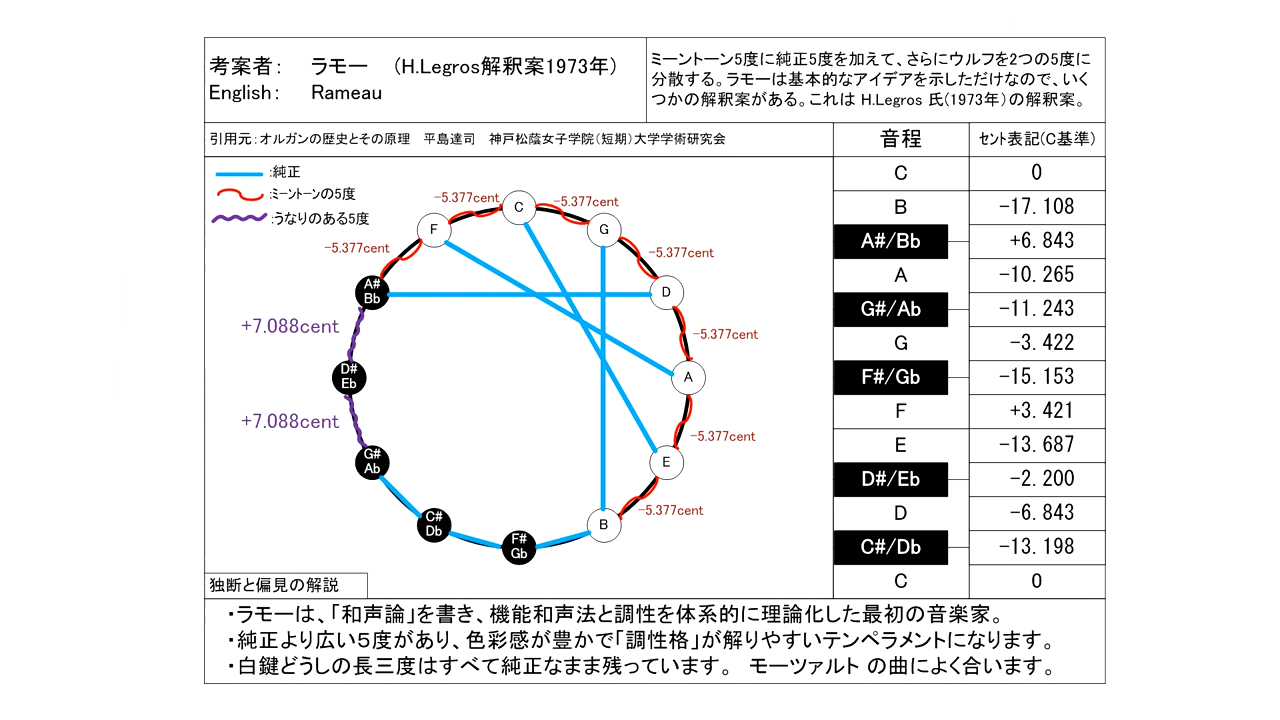 考案者： ラモー （H.Legros解釈案1973年）
English： Rameau
ミーントーン5度に純正5度を加えて、さらにウルフを2つの5度に
分散する。ラモーは基本的なアイデアを示しただけなので、いく
つかの解釈案がある。これは H.Legros 氏(1973年)の解釈案。
引用元：オルガンの歴史とその原理 平島達司 神戸松蔭女子学院（短期）大学学術研究会
音程 セント表記(C基準)
C 0
B −17.108
A#/Bb +6.843
A −10.265
G#/Ab −11.243
G −3.422
F#/Gb −15.153
F +3.421
E −13.687
D#/Eb −2.200
D −6.843
C#/Db −13.198
C 0
:純正
:ミーントーンの5度
:うなりのある5度
−5.377cent
−5.377cent
C
F
G
−5.377cent
−5.377cent
A#
Bb
D
+7.088cent
−5.377cent
D#
Eb
A
+7.088cent
−5.377cent
G#
Ab
E
−5.377cent
C#
Db
B
F#
Gb
独断と偏見の解説
・ラモーは、「和声論」を書き、機能和声法と調性を体系的に理論化した最初の音楽家。
・純正より広い５度があり、色彩感が豊かで「調性格」が解りやすいテンペラメントになります。
・白鍵どうしの長三度はすべて純正なまま残っています。 モーツァルト の曲によく合います。